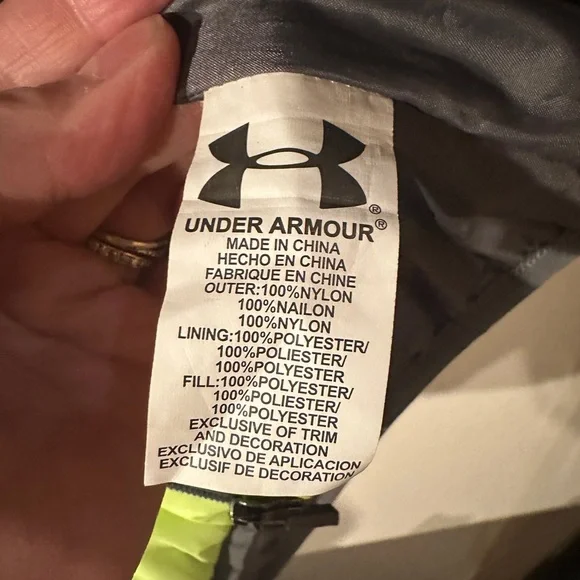 ®
UNDER ARMOUR®
MADE IN CHINA
HECHO EN CHINA
FABRIQUE EN CHINE
OUTER:100%NYLON
100%NAILON
100%NYLON
LINING:100%POLYESTER/
100%POLIESTER/
100%POLYESTER
FILL:100%POLYESTER/
100%POLIESTER/
100%POLYESTER
EXCLUSIVE OF TRIM
AND DECORATION
EXCLUSIVO DE APLICACION
EXCLUSIF DE DECORATION